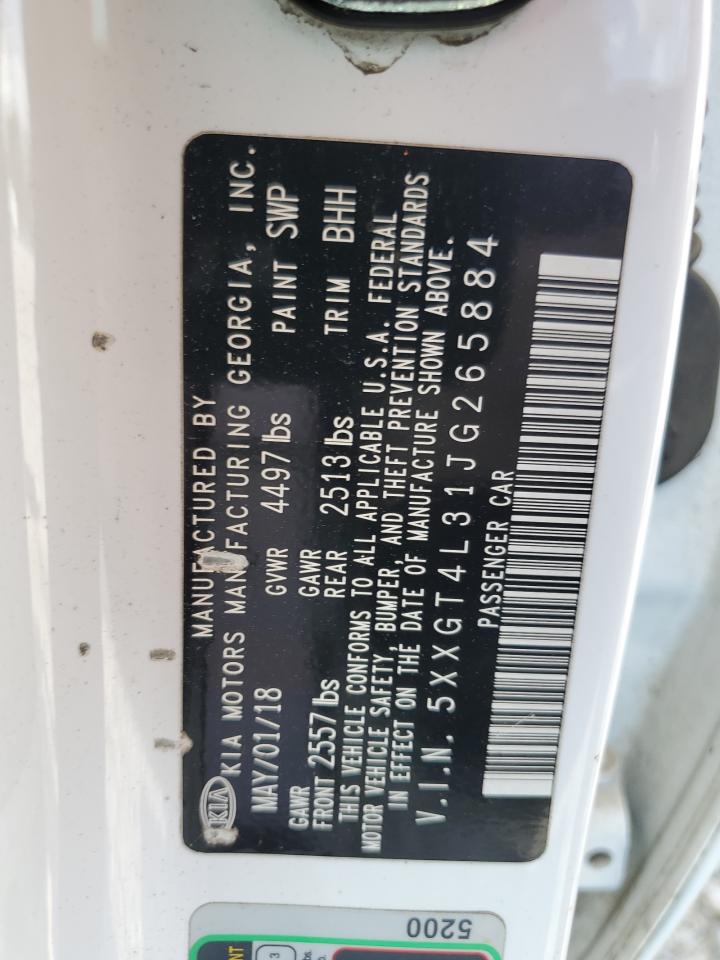 KIA
MANUFACTURED BY
KIA MOTORS MANUFACTURING GEORGIA, INC.
MAY/01/18 GVWR 4497 lbs PAINT SWP
GAWR FRONT 2557 lbs GAWR REAR 2513 lbs TRIM BHH
THIS VEHICLE CONFORMS TO ALL APPLICABLE U.S.A. FEDERAL
MOTOR VEHICLE SAFETY, BUMPER, AND THEFT PREVENTION STANDARDS
IN EFFECT ON THE DATE OF MANUFACTURE SHOWN ABOVE.
V.I.N. 5XXGT4L31JG265884
PASSENGER CAR
5200
3